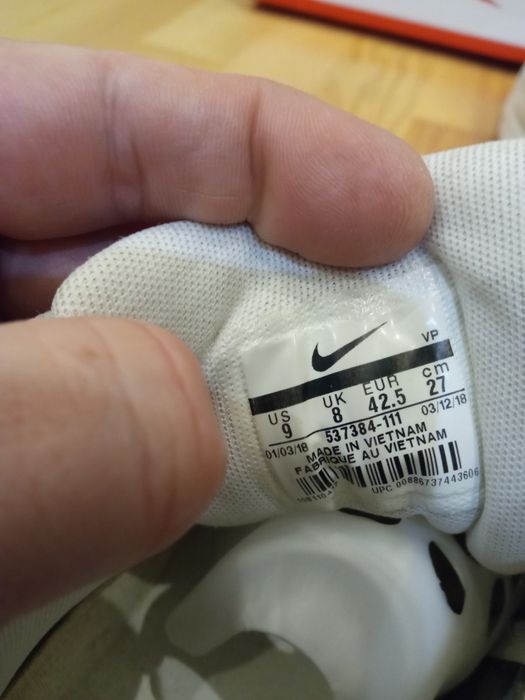 VP
US UK EUR cm
9 8 42.5 27
01/03/18 537384-111 03/12/18
MADE IN VIETNAM
FABRIQUE AU VIETNAM
UPC 00886737443606